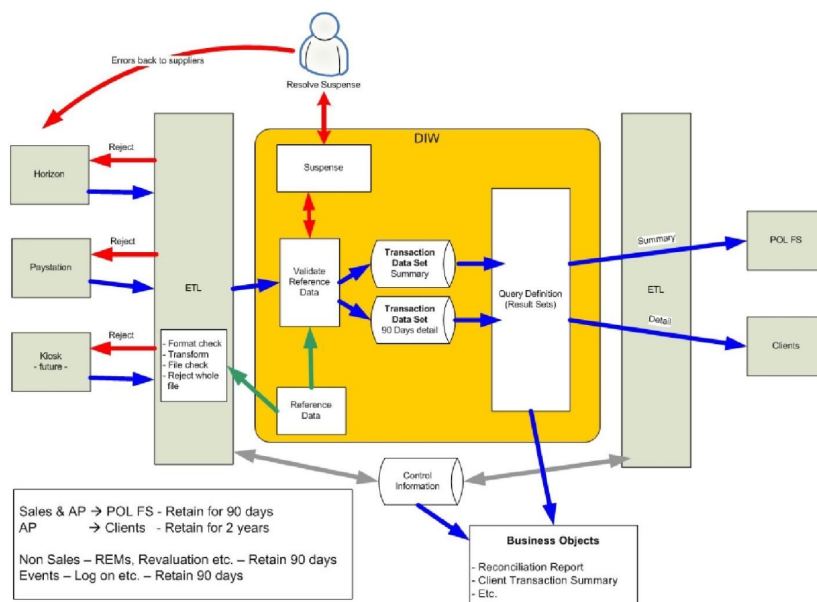 Errors back to suppliers
Resolve Suspense
DIW
Horizon
Reject
Suspense
Paystation
Reject
ETL
Validate
Reference
Data
Transaction
Data Set
Summary
Transaction
Data Set
90 Days detail
Query Definition
(Result Sets)
Summary
Detail
ETL
POL FS
Clients
Kiosk
- future -
Reject
- Format check
- Transform
- File check
- Reject whole
file
Reference
Data
Control
Information
Sales & AP → POL FS - Retain for 90 days
AP → Clients - Retain for 2 years
Non Sales – REMs, Revaluation etc. – Retain 90 days
Events – Log on etc. – Retain 90 days
Business Objects
- Reconciliation Report
- Client Transaction Summary
- Etc.